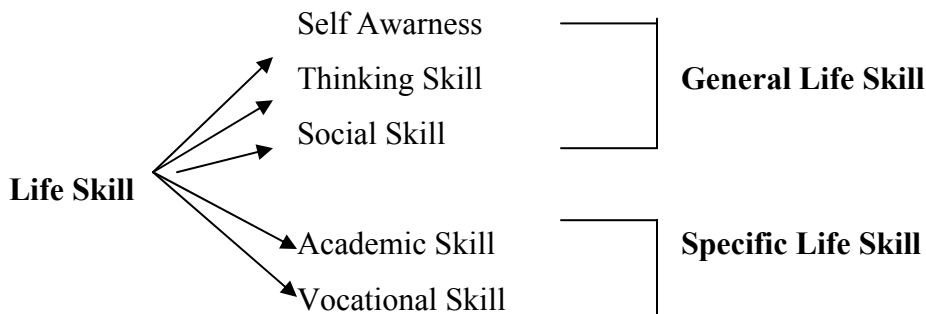 Self Awarness
Thinking Skill
General Life Skill
Social Skill
Life Skill
Academic Skill
Specific Life Skill
Vocational Skill